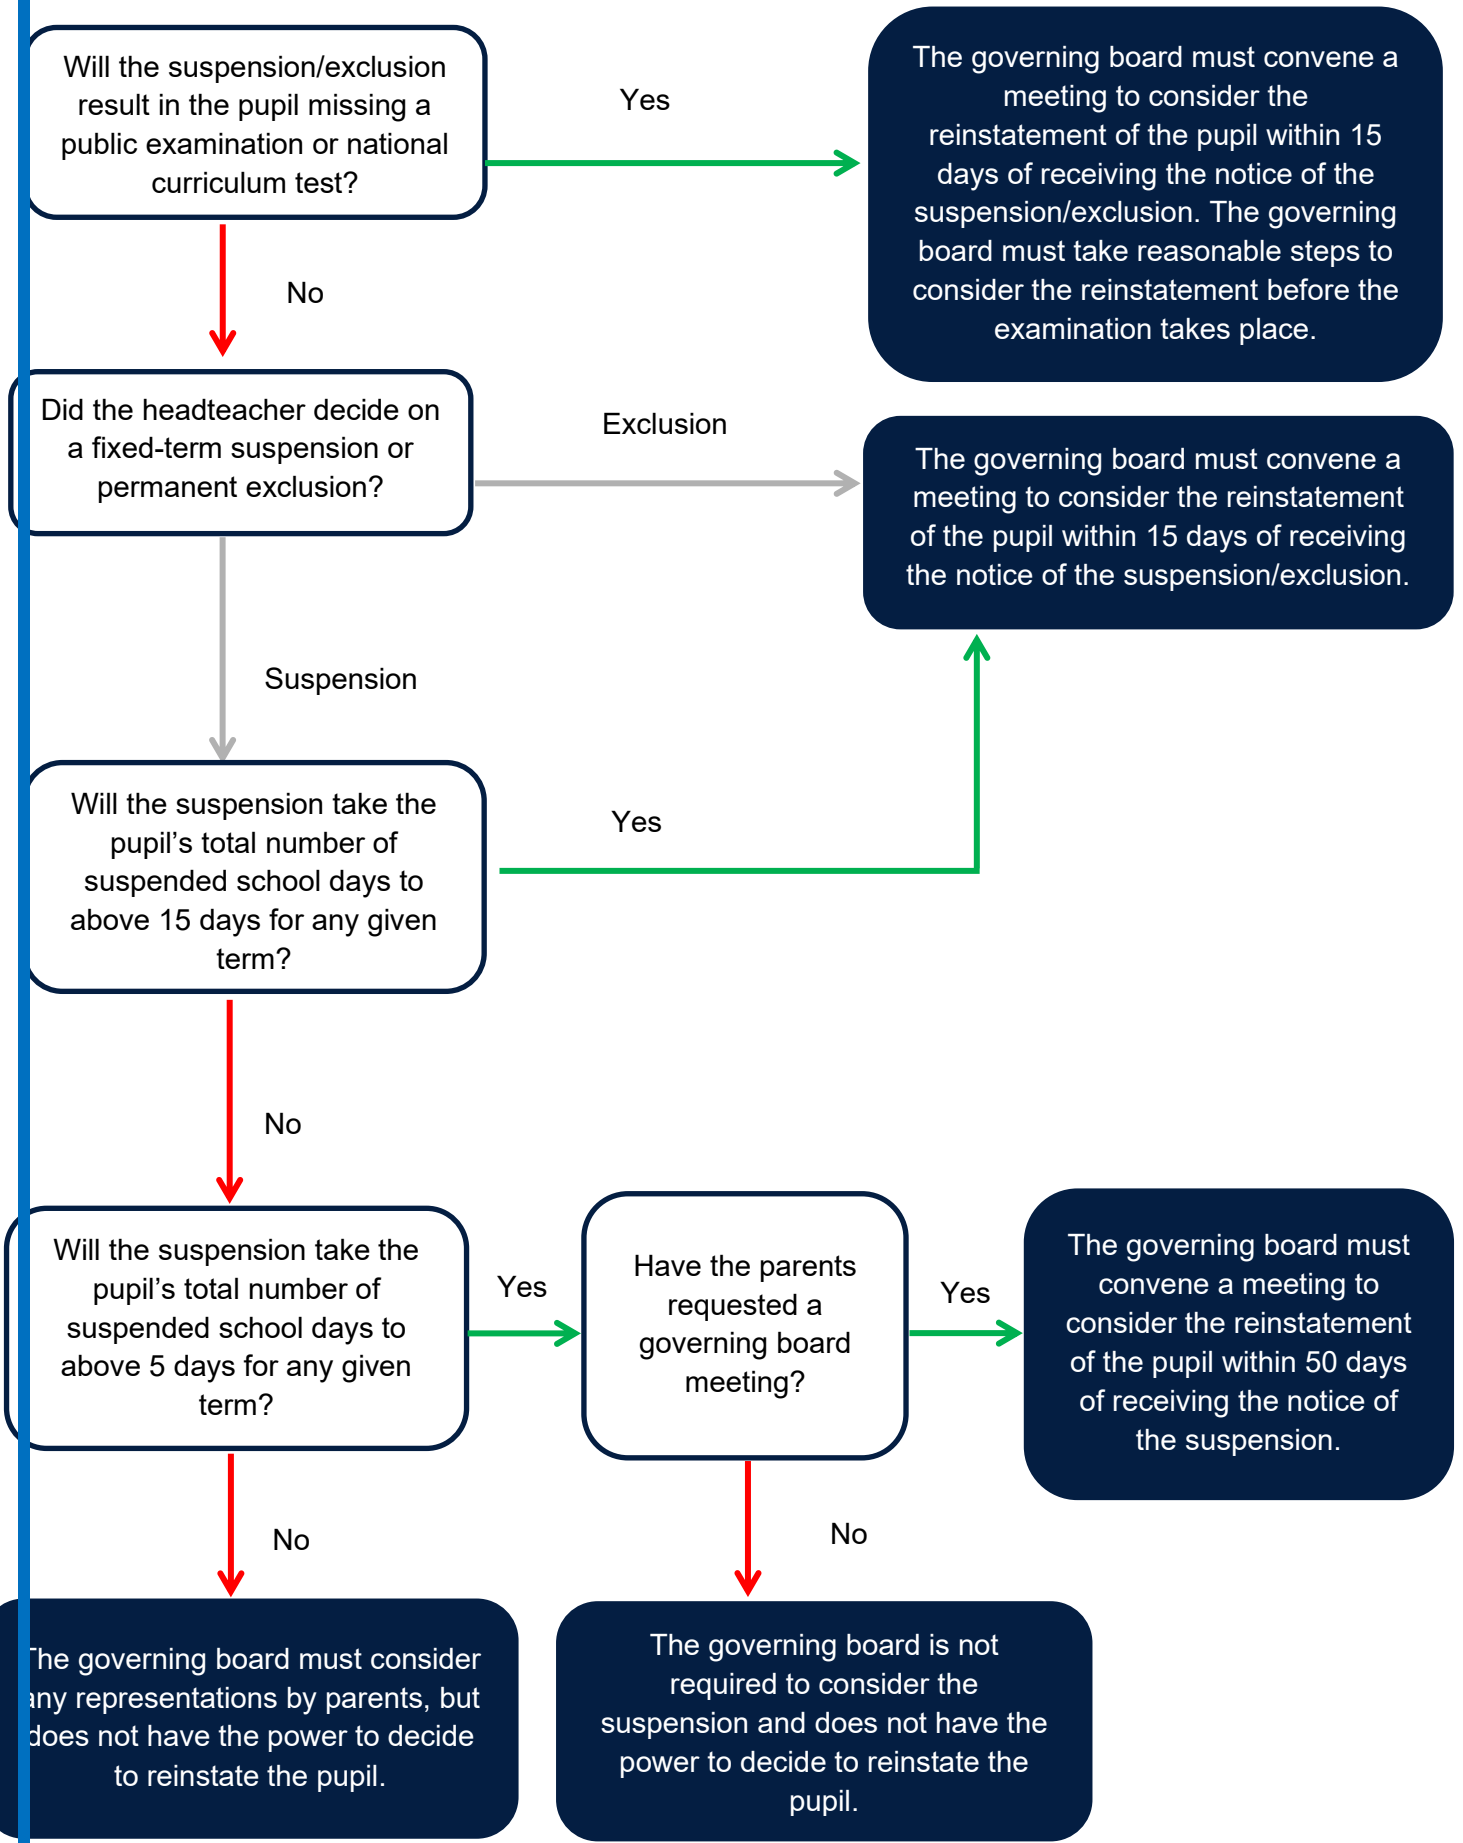 Will the suspension/exclusion
result in the pupil missing a
public examination or national
curriculum test?
Yes
The governing board must convene a
meeting to consider the
reinstatement of the pupil within 15
days of receiving the notice of the
suspension/exclusion. The governing
board must take reasonable steps to
consider the reinstatement before the
examination takes place.
No
Did the headteacher decide on
a fixed-term suspension or
permanent exclusion?
Exclusion
The governing board must convene a
meeting to consider the reinstatement
of the pupil within 15 days of receiving
the notice of the suspension/exclusion.
Suspension
Will the suspension take the
pupil’s total number of
suspended school days to
above 15 days for any given
term?
Yes
No
Will the suspension take the
pupil’s total number of
suspended school days to
above 5 days for any given
term?
Yes
Have the parents
requested a
governing board
meeting?
Yes
The governing board must
convene a meeting to
consider the reinstatement
of the pupil within 50 days
of receiving the notice of
the suspension.
No
No
The governing board must consider
any representations by parents, but
does not have the power to decide
to reinstate the pupil.
The governing board is not
required to consider the
suspension and does not have the
power to decide to reinstate the
pupil.